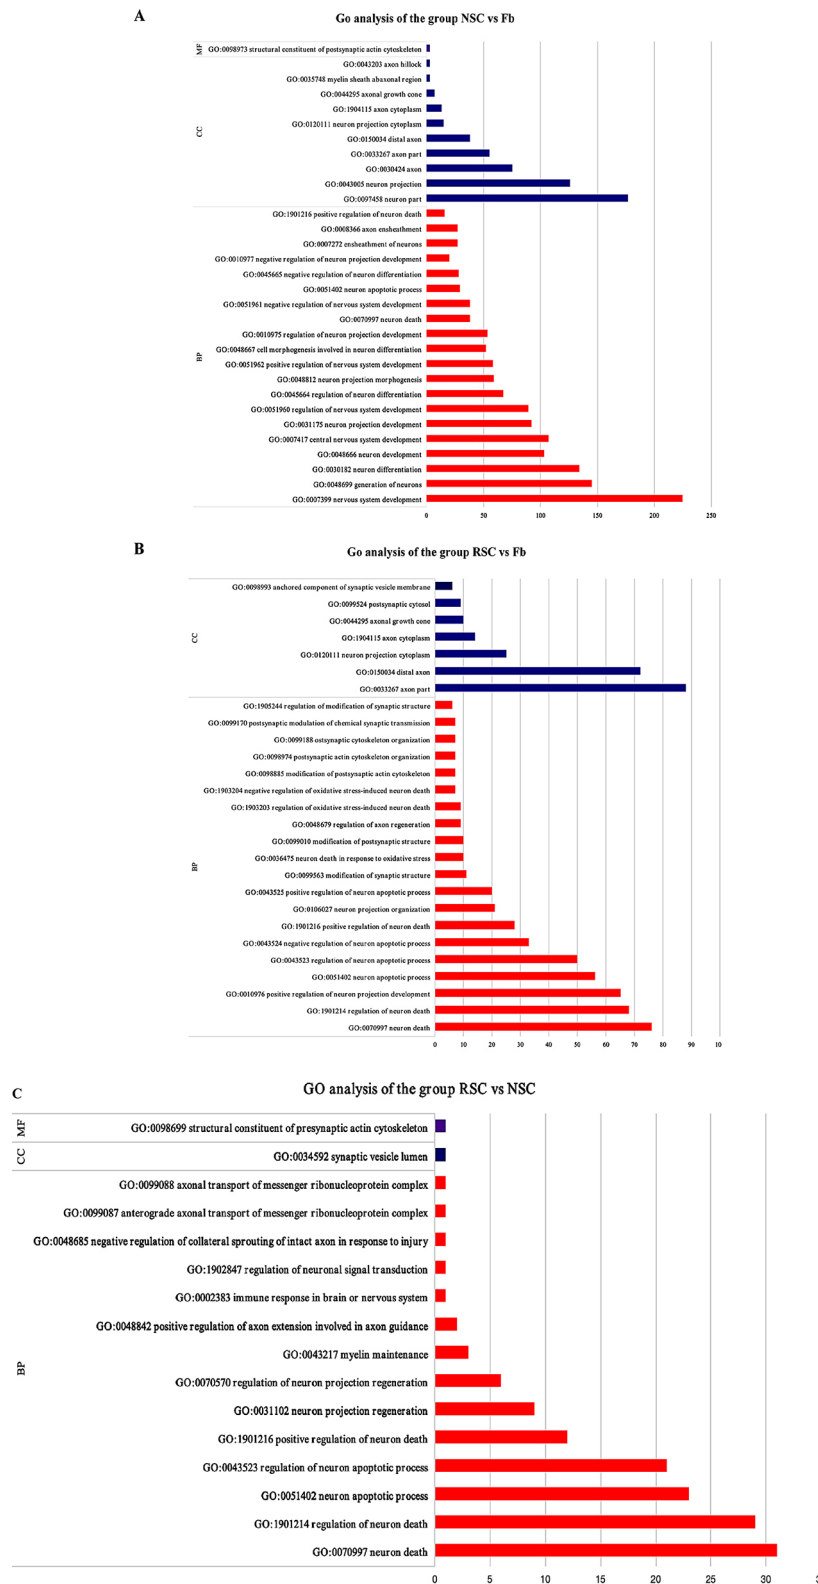 A
Go analysis of the group NSC vs Fb
MF
GO:0098973 structural constituent of postsynaptic actin cytoskeleton
CC
GO:0043203 axon hillock
GO:0035748 myelin sheath abaxonal region
GO:0044295 axonal growth cone
GO:1904115 axon cytoplasm
GO:0120111 neuron projection cytoplasm
GO:0150034 distal axon
GO:0033267 axon part
GO:0030424 axon
GO:0043005 neuron projection
GO:0097458 neuron part
BP
GO:1901216 positive regulation of neuron death
GO:0008366 axon ensheathment
GO:0007272 ensheathment of neurons
GO:0010977 negative regulation of neuron projection development
GO:0045665 negative regulation of neuron differentiation
GO:0051402 neuron apoptotic process
GO:0051961 negative regulation of nervous system development
GO:0070997 neuron death
GO:0010975 regulation of neuron projection development
GO:0048667 cell morphogenesis involved in neuron differentiation
GO:0051962 positive regulation of nervous system development
GO:0048812 neuron projection morphogenesis
GO:0045664 regulation of neuron differentiation
GO:0051960 regulation of nervous system development
GO:0031175 neuron projection development
GO:0007417 central nervous system development
GO:0048666 neuron development
GO:0030182 neuron differentiation
GO:0048699 generation of neurons
GO:0007399 nervous system development
0 50 100 150 200 250
B
Go analysis of the group RSC vs Fb
CC
GO:0098993 anchored component of synaptic vesicle membrane
GO:0099524 postsynaptic cytosol
GO:0044295 axonal growth cone
GO:1904115 axon cytoplasm
GO:0120111 neuron projection cytoplasm
GO:0150034 distal axon
GO:0033267 axon part
BP
GO:1905244 regulation of modification of synaptic structure
GO:0099170 postsynaptic modulation of chemical synaptic transmission
GO:0099188 ostsynaptic cytoskeleton organization
GO:0098974 postsynaptic actin cytoskeleton organization
GO:0098885 modification of postsynaptic actin cytoskeleton
GO:1903204 negative regulation of oxidative stress-induced neuron death
GO:1903203 regulation of oxidative stress-induced neuron death
GO:0048679 regulation of axon regeneration
GO:0099010 modification of postsynaptic structure
GO:0036475 neuron death in response to oxidative stress
GO:0099563 modification of synaptic structure
GO:0043525 positive regulation of neuron apoptotic process
GO:0106027 neuron projection organization
GO:1901216 positive regulation of neuron death
GO:0043524 negative regulation of neuron apoptotic process
GO:0043523 regulation of neuron apoptotic process
GO:0051402 neuron apoptotic process
GO:0010976 positive regulation of neuron projection development
GO:1901214 regulation of neuron death
GO:0070997 neuron death
0 10 20 30 40 50 60 70 80 90 10
C
GO analysis of the group RSC vs NSC
MF
GO:0098699 structural constituent of presynaptic actin cytoskeleton
CC
GO:0034592 synaptic vesicle lumen
BP
GO:0099088 axonal transport of messenger ribonucleoprotein complex
GO:0099087 anterograde axonal transport of messenger ribonucleoprotein complex
GO:0048685 negative regulation of collateral sprouting of intact axon in response to injury
GO:1902847 regulation of neuronal signal transduction
GO:0002383 immune response in brain or nervous system
GO:0048842 positive regulation of axon extension involved in axon guidance
GO:0043217 myelin maintenance
GO:0070570 regulation of neuron projection regeneration
GO:0031102 neuron projection regeneration
GO:1901216 positive regulation of neuron death
GO:0043523 regulation of neuron apoptotic process
GO:0051402 neuron apoptotic process
GO:1901214 regulation of neuron death
GO:0070997 neuron death
0 5 10 15 20 25 30